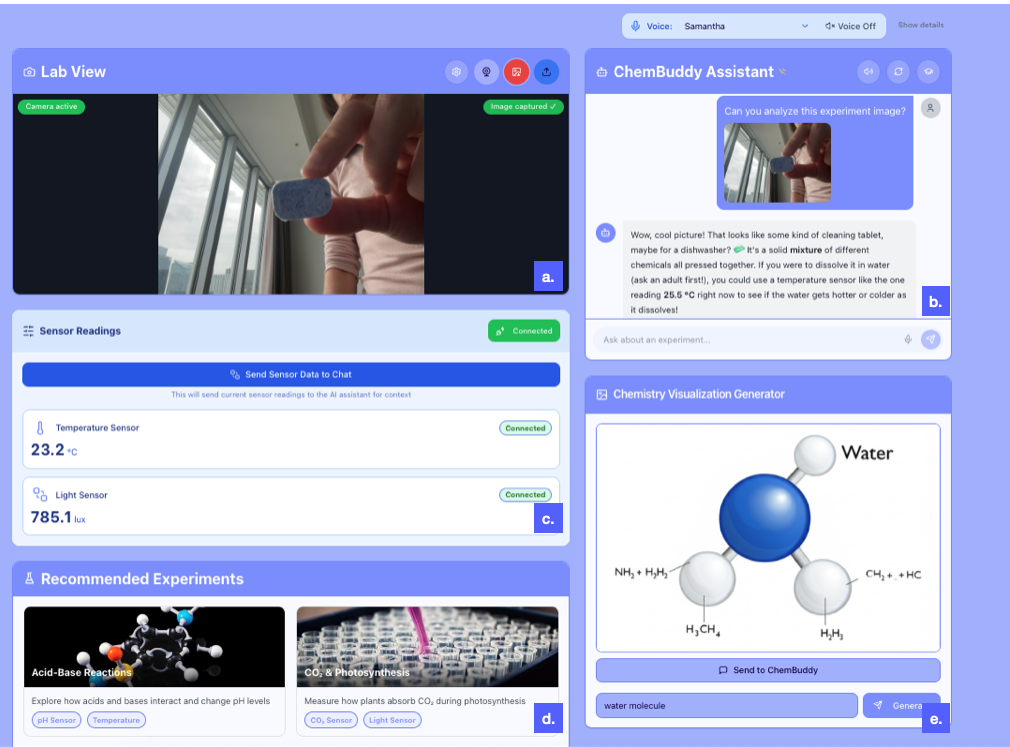 Voice: Samantha Voice Off Show details
Lab View
Camera active
Image captured ✓
a.
Sensor Readings
Connected
Send Sensor Data to Chat
This will send current sensor readings to the AI assistant for context
Temperature Sensor
Connected
23.2 °C
Light Sensor
Connected
785.1 lux
c.
Recommended Experiments
Acid-Base Reactions
Explore how acids and bases interact and change pH levels
pH Sensor Temperature
CO₂ & Photosynthesis
Measure how plants absorb CO₂ during photosynthesis
CO₂ Sensor Light Sensor
d.
ChemBuddy Assistant
Can you analyze this experiment image?
Wow, cool picture! That looks like some kind of cleaning tablet,
maybe for a dishwasher? 🧼 It's a solid mixture of different
chemicals all pressed together. If you were to dissolve it in water
(ask an adult first!), you could use a temperature sensor like the one
reading 25.5 °C right now to see if the water gets hotter or colder as
it dissolves!
b.
Ask about an experiment...
Chemistry Visualization Generator
Water
NH₂ + H₂H₂
CH₂ + . + HC
H₃CH₄
H₂H₃
Send to ChemBuddy
water molecule
Genera
e.